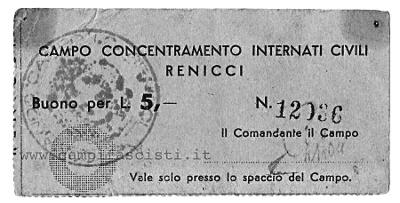 CAMPO CONCENTRAMENTO INTERNATI CIVILI
RENICCI
Buono per L. 5,—
N. 12086
Il Comandante il Campo
www.campifascisti.it
Vale solo presso lo spaccio del Campo.